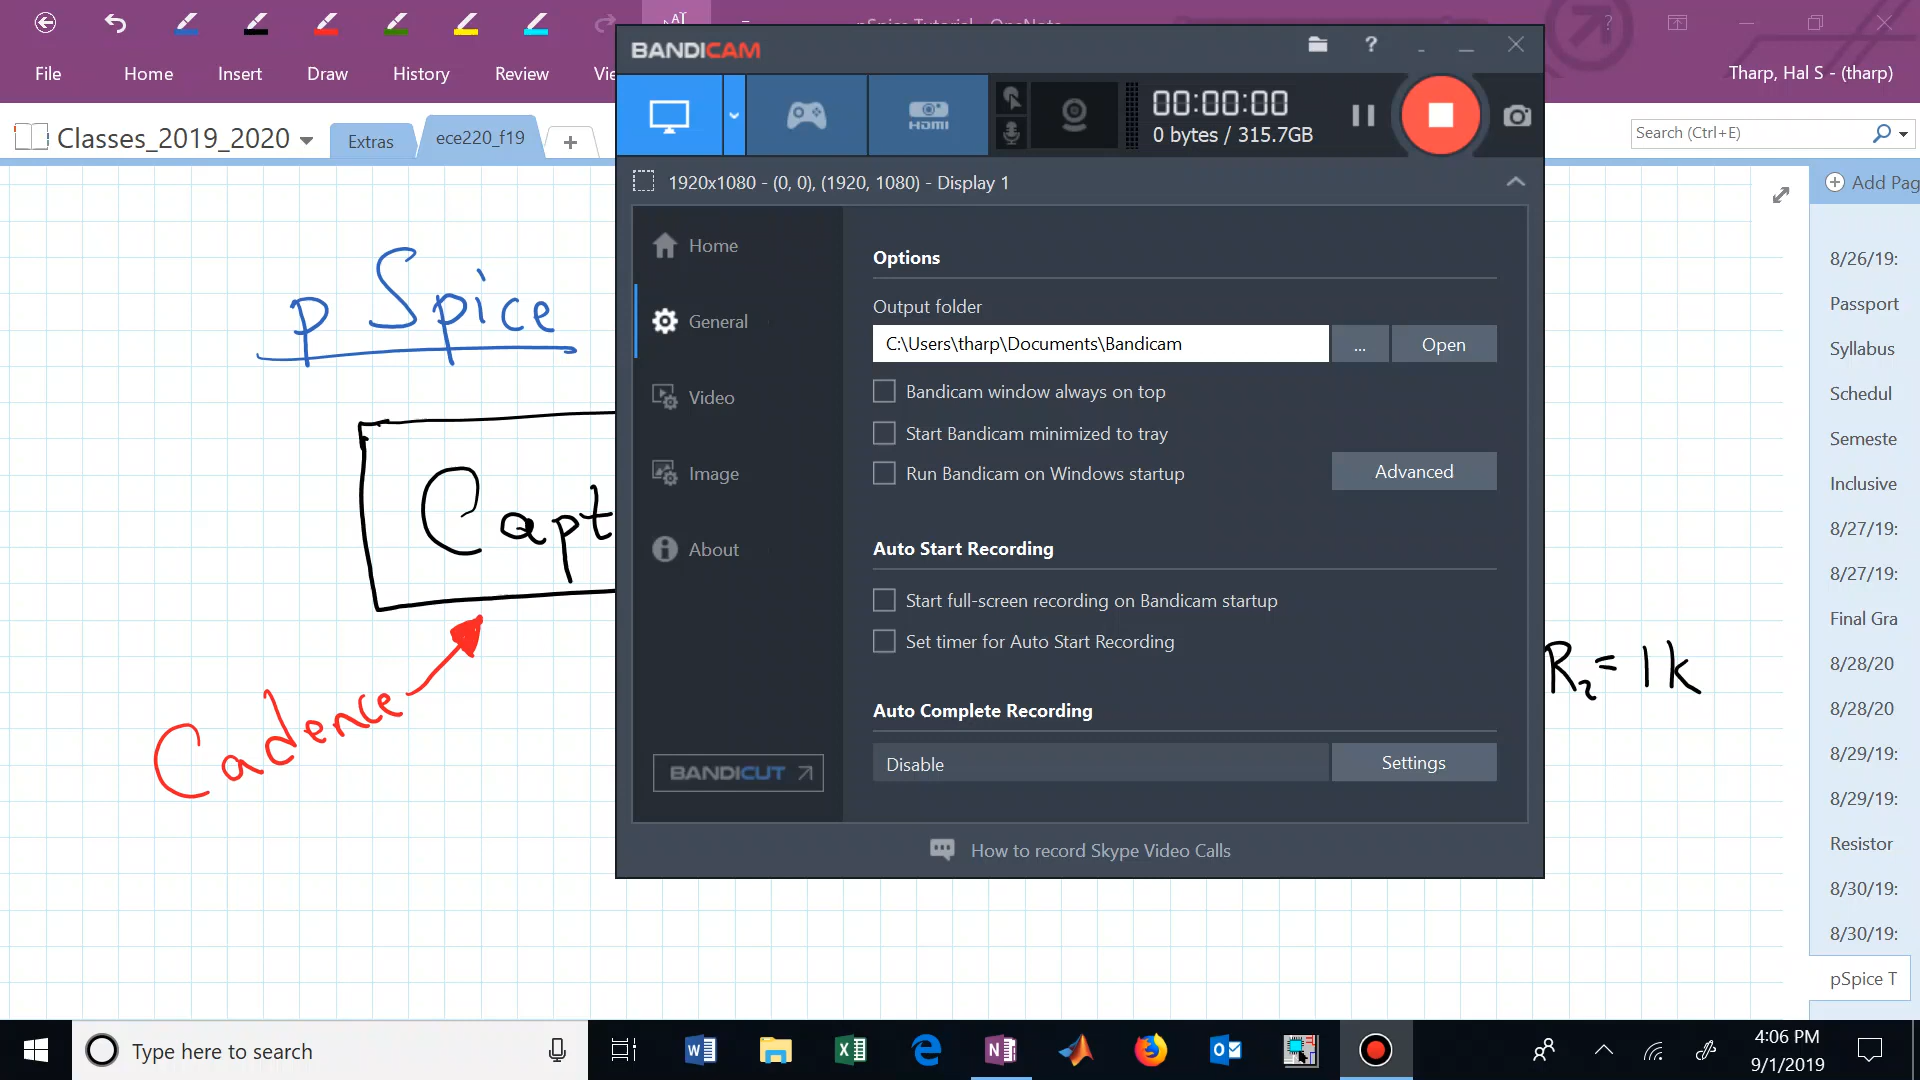 pSpice Tutorial - OneNote
File
Home
Insert
Draw
History
Review
Vie
Tharp, Hal S - (tharp)
Classes_2019_2020
Extras
ece220_f19
Search (Ctrl+E)
Add Pag
8/26/19:
Passport
Syllabus
Schedul
Semeste
Inclusive
8/27/19:
8/27/19:
Final Gra
8/28/20
8/28/20
8/29/19:
8/29/19:
Resistor
8/30/19:
8/30/19:
pSpice T
p Spice
Capt
Cadence
R₂ = 1k
BANDICAM
HDMI
00:00:00
0 bytes / 315.7GB
1920x1080 - (0, 0), (1920, 1080) - Display 1
Home
General
Video
Image
About
BANDICUT
Options
Output folder
C:\Users\tharp\Documents\Bandicam
...
Open
Bandicam window always on top
Start Bandicam minimized to tray
Run Bandicam on Windows startup
Advanced
Auto Start Recording
Start full-screen recording on Bandicam startup
Set timer for Auto Start Recording
Auto Complete Recording
Disable
Settings
How to record Skype Video Calls
Type here to search
4:06 PM
9/1/2019